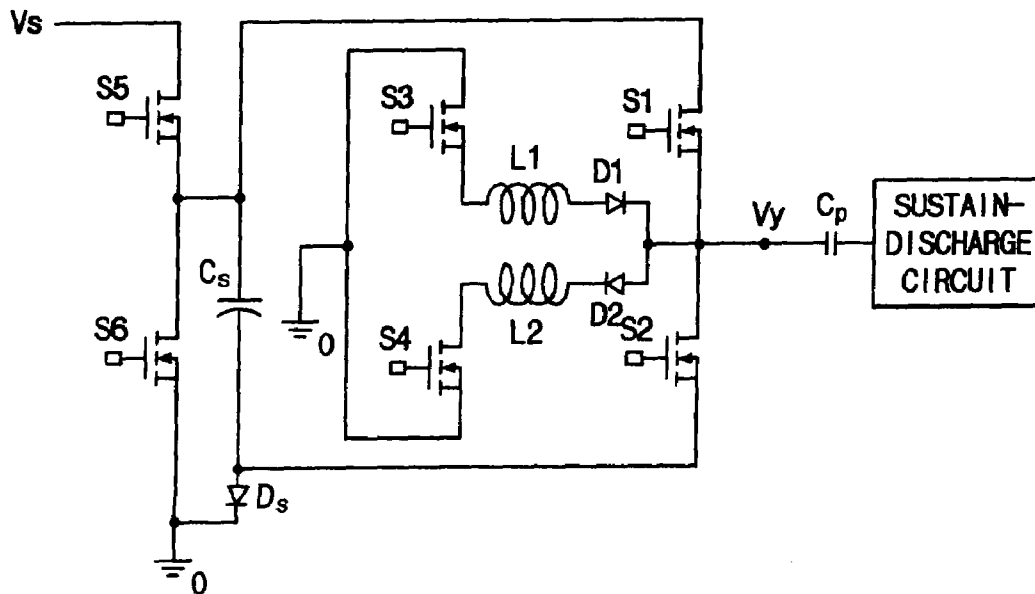 Vs
S5
S3
S1
L1
D1
Vy
Cp
SUSTAIN-
DISCHARGE
CIRCUIT
Cs
0
L2
D2
S2
S6
S4
Ds
0